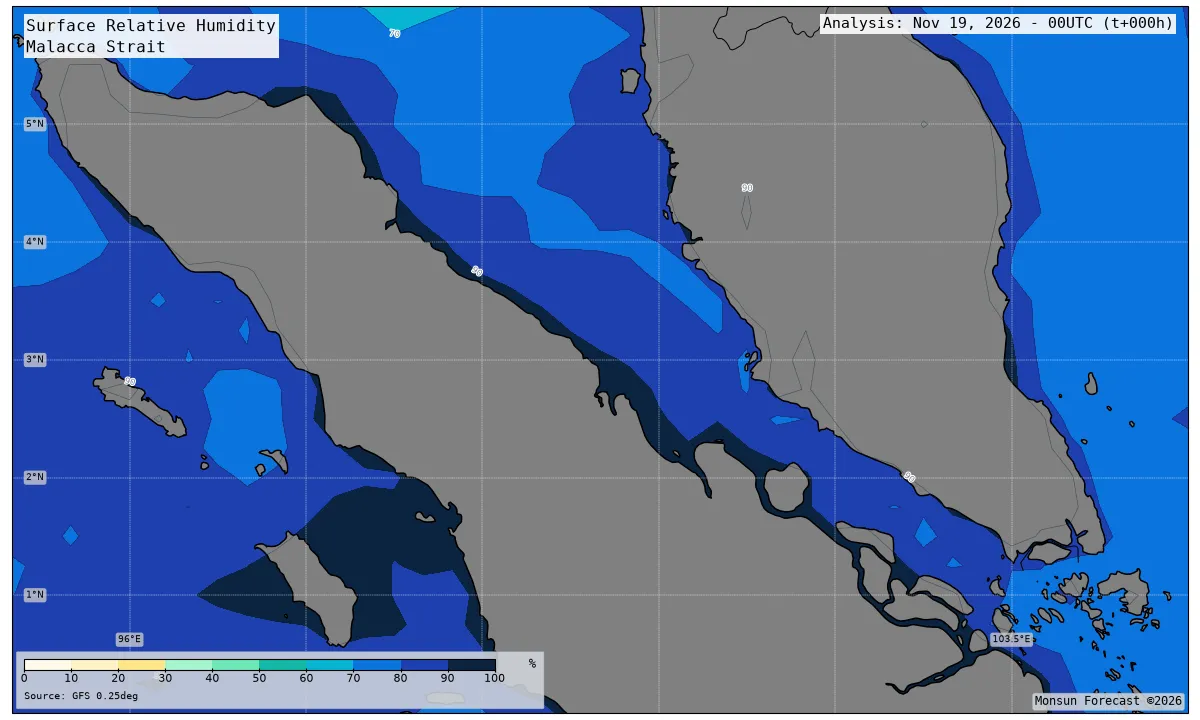 Surface Relative Humidity
Malacca Strait
Analysis: Nov 19, 2026 - 00UTC (t+000h)
70
5°N
90
4°N
90
3°N
90
2°N
90
1°N
96°E
103.5°E
%
0 10 20 30 40 50 60 70 80 90 100
Source: GFS 0.25deg
Monsun Forecast ©2026